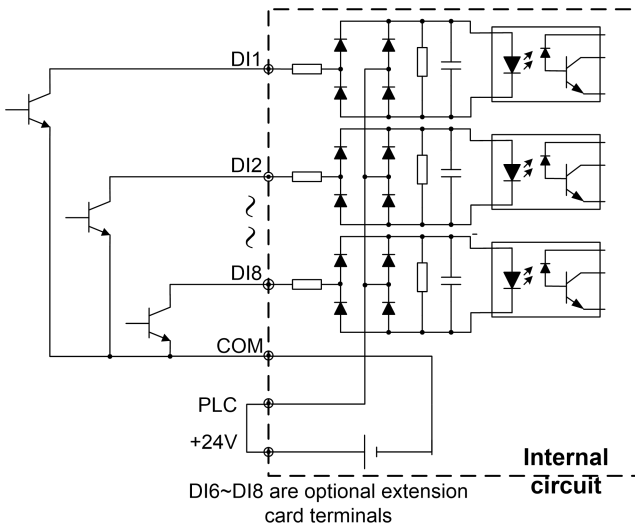 DI1
DI2
DI8
COM
PLC
+24V
Internal
circuit
DI6~DI8 are optional extension
card terminals